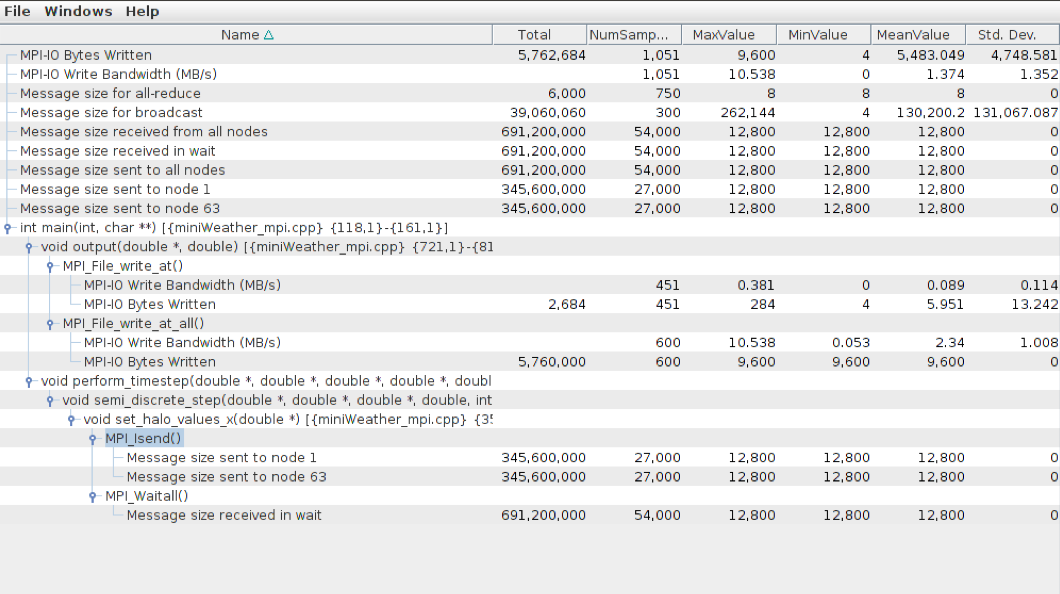 File Windows Help
Name △ Total NumSamp... MaxValue MinValue MeanValue Std. Dev.
MPI-IO Bytes Written 5,762,684 1,051 9,600 4 5,483.049 4,748.581
MPI-IO Write Bandwidth (MB/s) 1,051 10.538 0 1.374 1.352
Message size for all-reduce 6,000 750 8 8 8 0
Message size for broadcast 39,060,060 300 262,144 4 130,200.2 131,067.087
Message size received from all nodes 691,200,000 54,000 12,800 12,800 12,800 0
Message size received in wait 691,200,000 54,000 12,800 12,800 12,800 0
Message size sent to all nodes 691,200,000 54,000 12,800 12,800 12,800 0
Message size sent to node 1 345,600,000 27,000 12,800 12,800 12,800 0
Message size sent to node 63 345,600,000 27,000 12,800 12,800 12,800 0
int main(int, char **) [{miniWeather_mpi.cpp} {118,1}-{161,1}]
void output(double *, double) [{miniWeather_mpi.cpp} {721,1}-{81
MPI_File_write_at()
MPI-IO Write Bandwidth (MB/s) 451 0.381 0 0.089 0.114
MPI-IO Bytes Written 2,684 451 284 4 5.951 13.242
MPI_File_write_at_all()
MPI-IO Write Bandwidth (MB/s) 600 10.538 0.053 2.34 1.008
MPI-IO Bytes Written 5,760,000 600 9,600 9,600 9,600 0
void perform_timestep(double *, double *, double *, double *, doubl
void semi_discrete_step(double *, double *, double *, double, int
void set_halo_values_x(double *) [{miniWeather_mpi.cpp} {35
MPI_Isend()
Message size sent to node 1 345,600,000 27,000 12,800 12,800 12,800 0
Message size sent to node 63 345,600,000 27,000 12,800 12,800 12,800 0
MPI_Waitall()
Message size received in wait 691,200,000 54,000 12,800 12,800 12,800 0